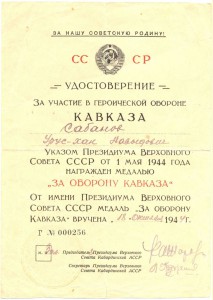 ЗА НАШУ СОВЕТСКУЮ РОДИНУ!
СС СР
УДОСТОВЕРЕНИЕ
ЗА УЧАСТИЕ В ГЕРОИЧЕСКОЙ ОБОРОНЕ
КАВКАЗА
Сабанов
УКАЗОМ ПРЕЗИДИУМА ВЕРХОВНОГО
СОВЕТА СССР ОТ 1 МАЯ 1944 ГОДА
НАГРАЖДЕН МЕДАЛЬЮ
„ЗА ОБОРОНУ КАВКАЗА“
ОТ ИМЕНИ ПРЕЗИДИУМА ВЕРХОВНОГО
СОВЕТА СССР МЕДАЛЬ „ЗА ОБОРОНУ
КАВКАЗА“ ВРУЧЕНА 18 194
Г № 000256
Председатель Президиума Верховного
Совета Кабардинской АССР
Секретарь Президиума Верховного
Совета Кабардинской АССР